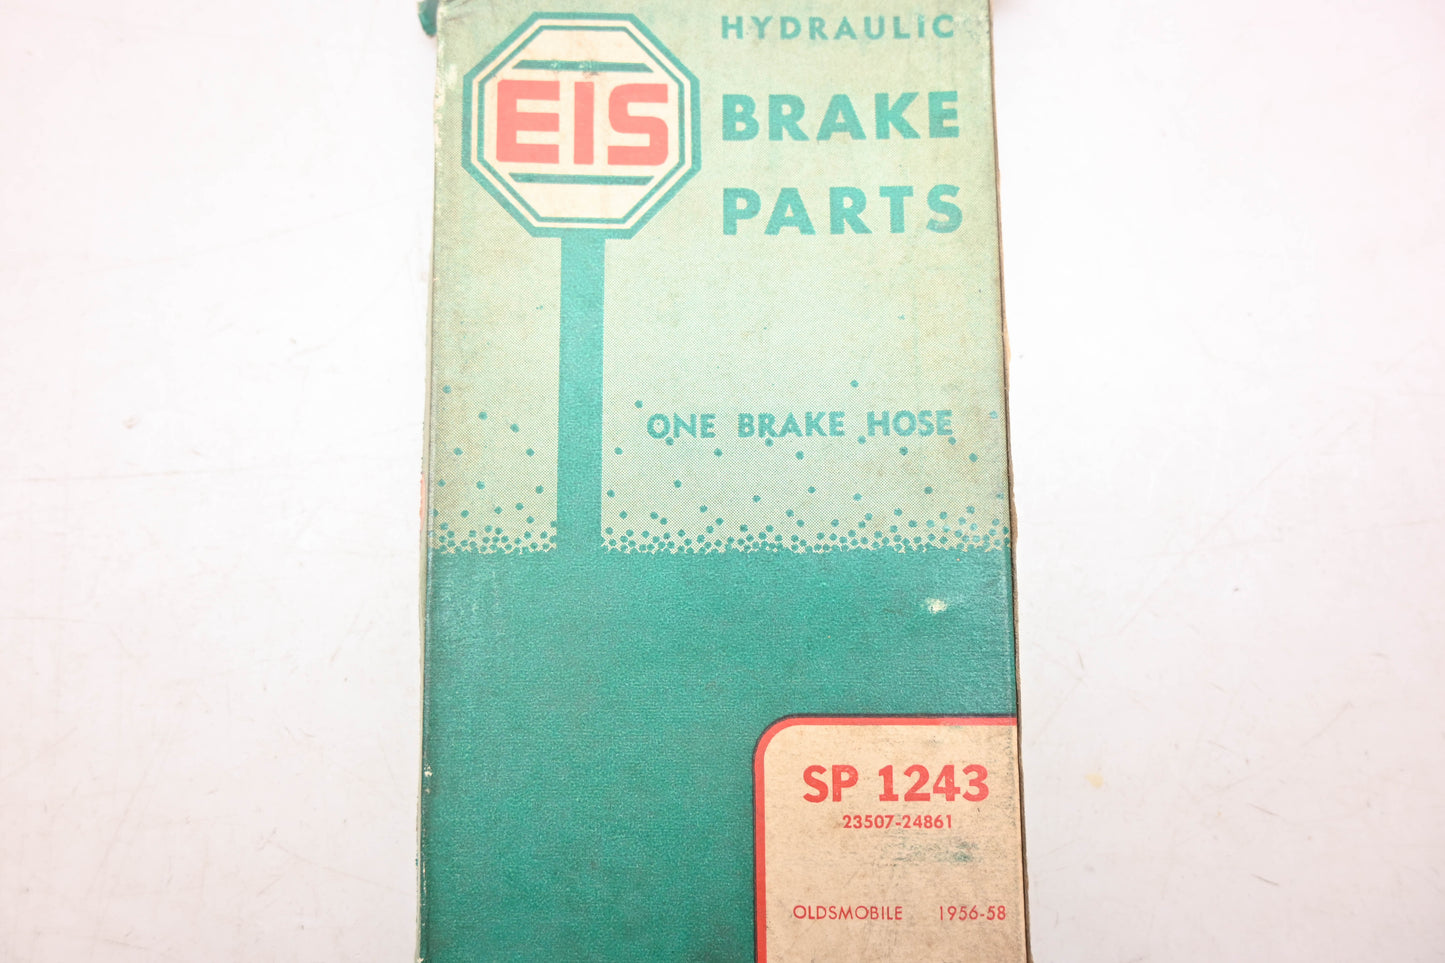 EIS
HYDRAULIC
BRAKE
PARTS
ONE BRAKE HOSE
SP 1243
23507-24861
OLDSMOBILE 1956-58